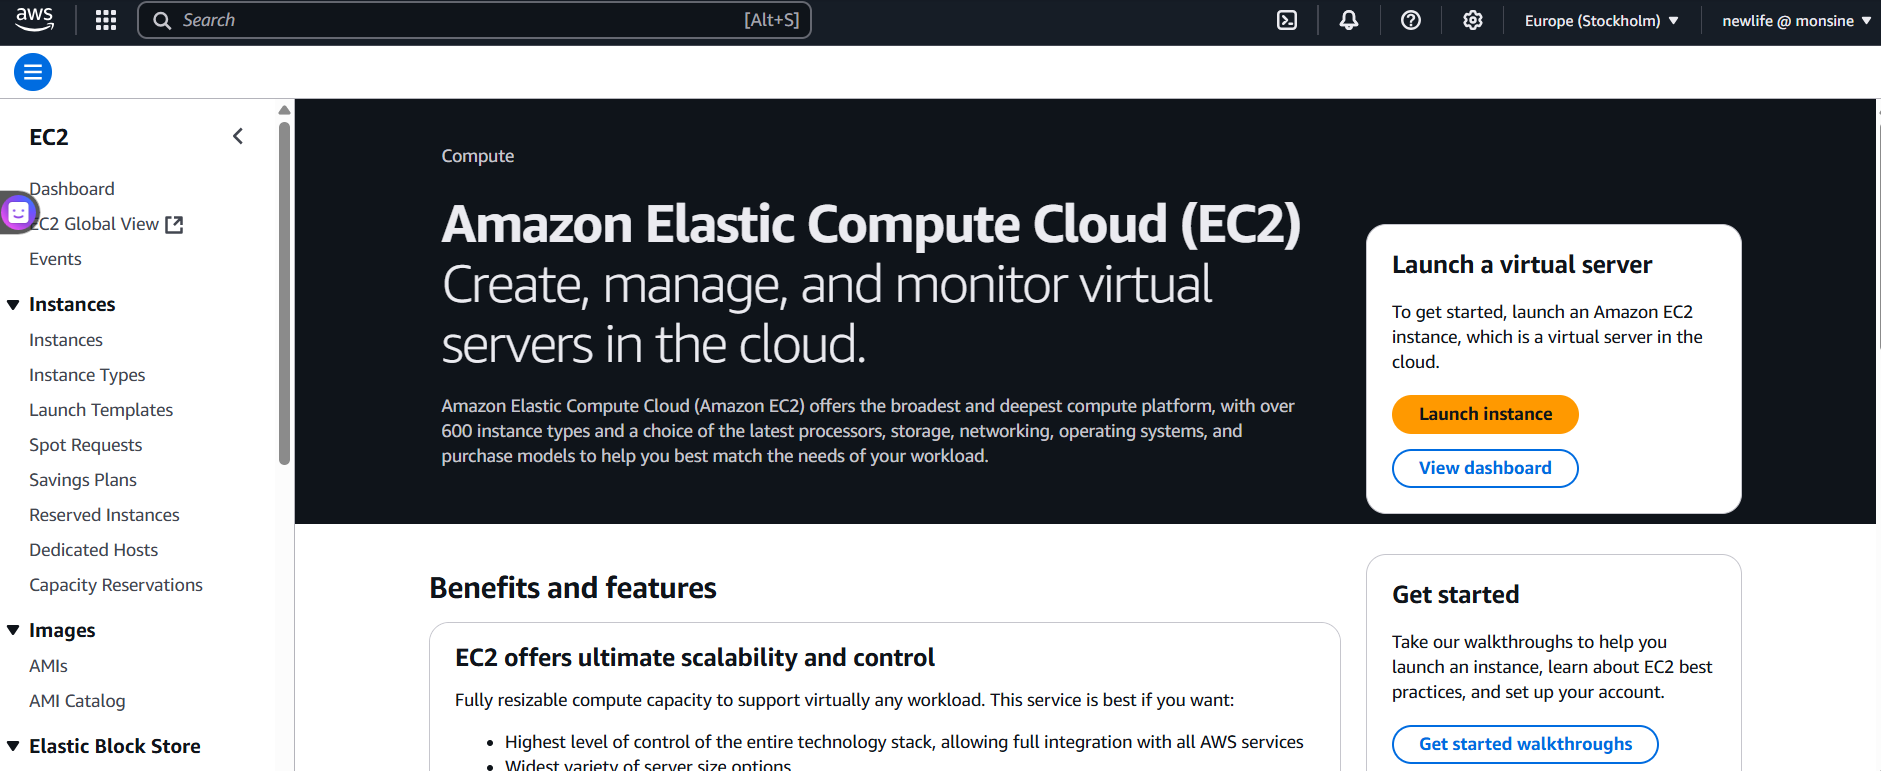 aws
Search [Alt+S]
Europe (Stockholm)
newlife @ monsine
EC2
Dashboard
EC2 Global View
Events
Instances
Instances
Instance Types
Launch Templates
Spot Requests
Savings Plans
Reserved Instances
Dedicated Hosts
Capacity Reservations
Images
AMIs
AMI Catalog
Elastic Block Store
Compute
Amazon Elastic Compute Cloud (EC2)
Create, manage, and monitor virtual
servers in the cloud.
Amazon Elastic Compute Cloud (Amazon EC2) offers the broadest and deepest compute platform, with over
600 instance types and a choice of the latest processors, storage, networking, operating systems, and
purchase models to help you best match the needs of your workload.
Launch a virtual server
To get started, launch an Amazon EC2
instance, which is a virtual server in the
cloud.
Launch instance
View dashboard
Benefits and features
EC2 offers ultimate scalability and control
Fully resizable compute capacity to support virtually any workload. This service is best if you want:
• Highest level of control of the entire technology stack, allowing full integration with all AWS services
• Widest variety of server size options
Get started
Take our walkthroughs to help you
launch an instance, learn about EC2 best
practices, and set up your account.
Get started walkthroughs